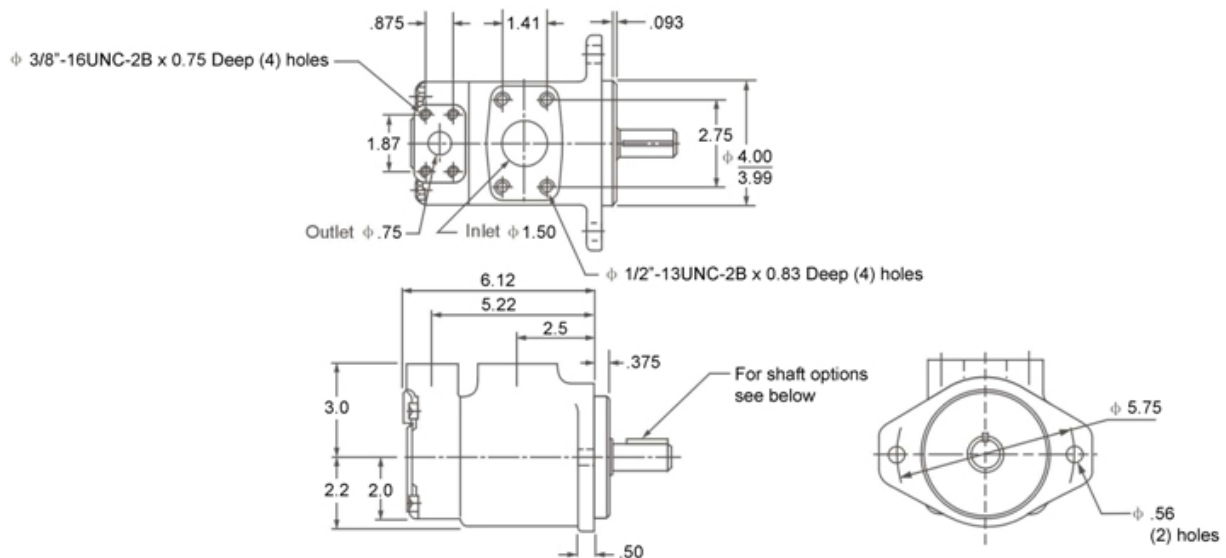 .875
1.41
.093
ϕ 3/8"-16UNC-2B x 0.75 Deep (4) holes
1.87
2.75
ϕ 4.00
3.99
Outlet ϕ .75
Inlet ϕ 1.50
ϕ 1/2"-13UNC-2B x 0.83 Deep (4) holes
6.12
5.22
2.5
.375
For shaft options
see below
3.0
ϕ 5.75
2.2
2.0
ϕ .56
(2) holes
.50